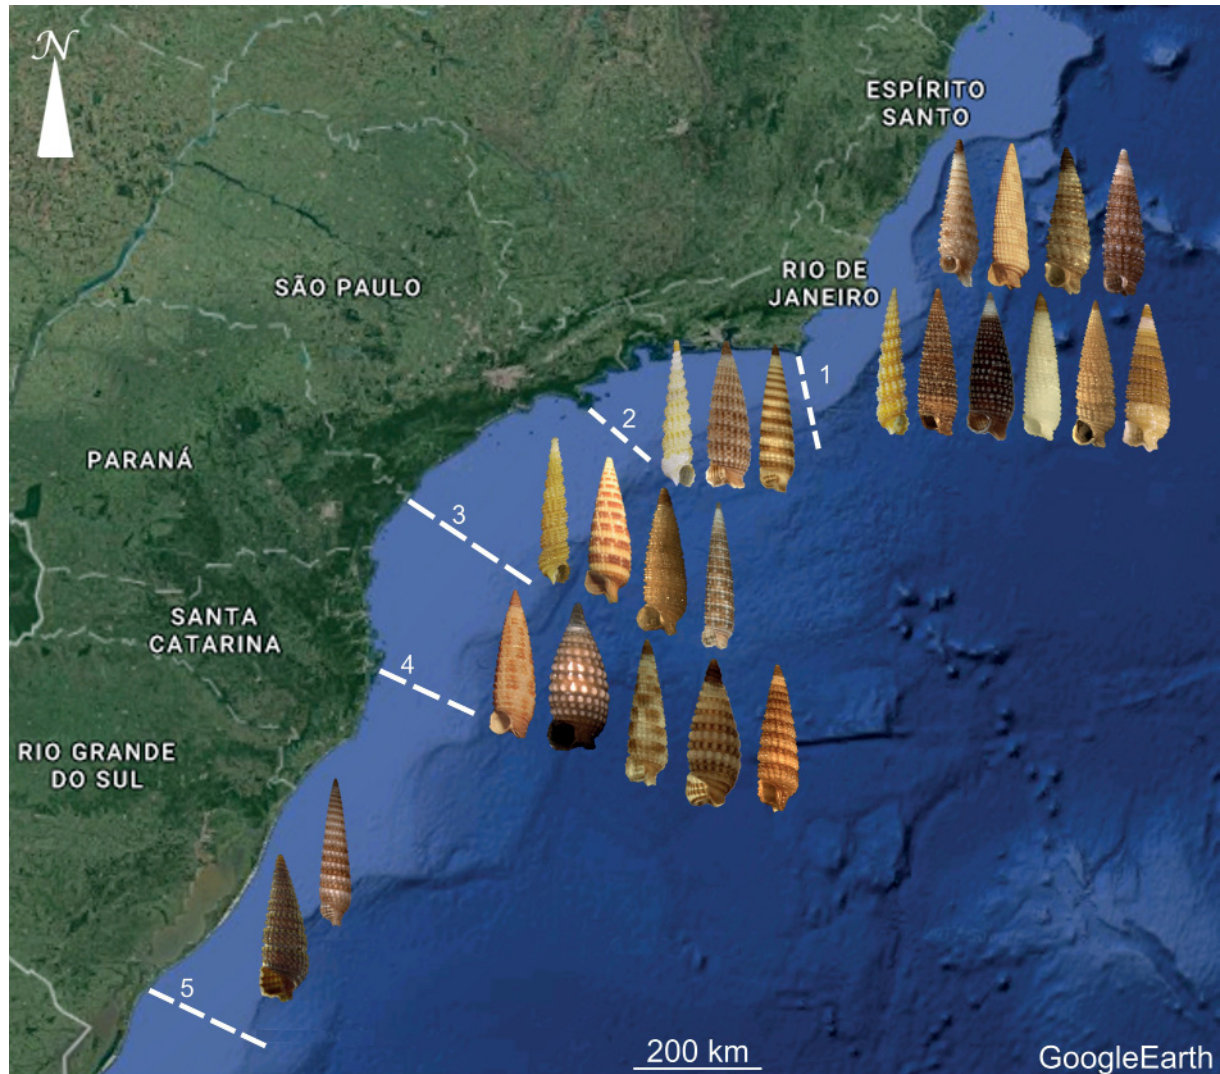 N
ESPÍRITO
SANTO
RIO DE
JANEIRO
SÃO PAULO
1
2
PARANÁ
3
SANTA
CATARINA
4
RIO GRANDE
DO SUL
5
200 km
GoogleEarth